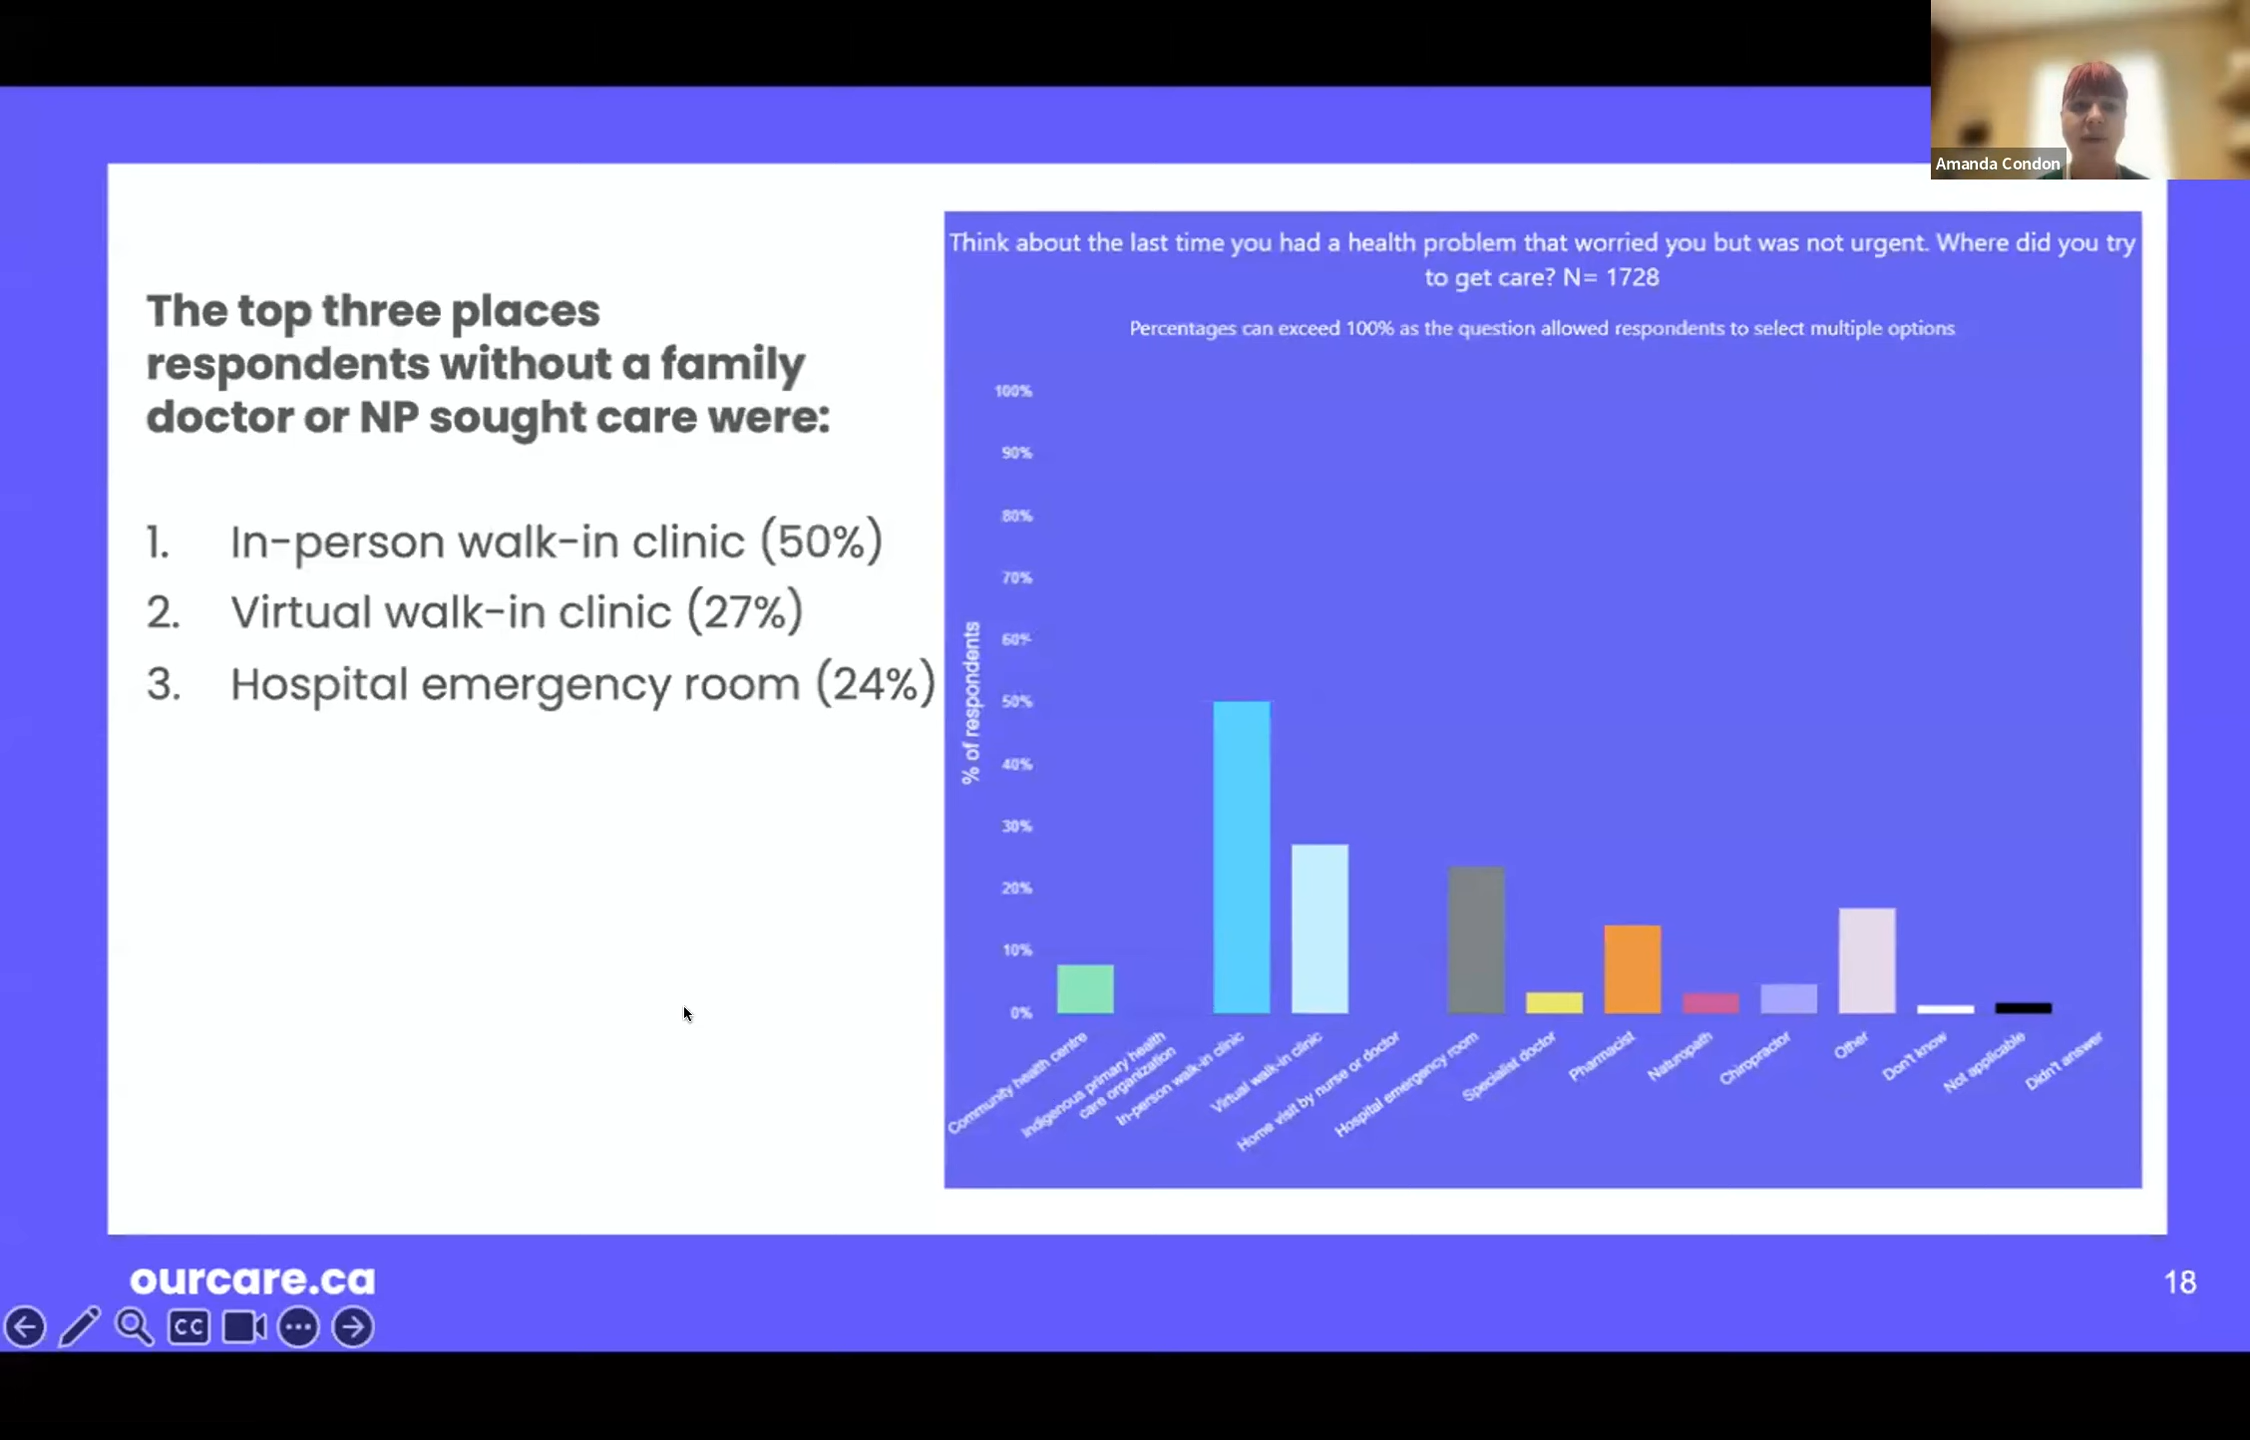 Amanda Condon
The top three places
respondents without a family
doctor or NP sought care were:
1. In-person walk-in clinic (50%)
2. Virtual walk-in clinic (27%)
3. Hospital emergency room (24%)
Think about the last time you had a health problem that worried you but was not urgent. Where did you try
to get care? N= 1728
Percentages can exceed 100% as the question allowed respondents to select multiple options
% of respondents
100%
90%
80%
70%
60%
50%
40%
30%
20%
10%
0%
Community health centre
Indigenous primary health
care organization
In-person walk-in clinic
Virtual walk-in clinic
Home visit by nurse or doctor
Hospital emergency room
Specialist doctor
Pharmacist
Naturopath
Chiropractor
Other
Don't know
Not applicable
Didn't answer
ourcare.ca
18
CC